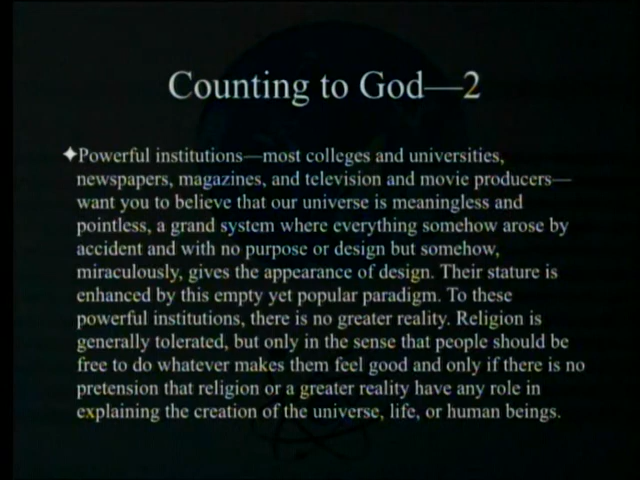 Counting to God—2
✦Powerful institutions—most colleges and universities,
newspapers, magazines, and television and movie producers—
want you to believe that our universe is meaningless and
pointless, a grand system where everything somehow arose by
accident and with no purpose or design but somehow,
miraculously, gives the appearance of design. Their stature is
enhanced by this empty yet popular paradigm. To these
powerful institutions, there is no greater reality. Religion is
generally tolerated, but only in the sense that people should be
free to do whatever makes them feel good and only if there is no
pretension that religion or a greater reality have any role in
explaining the creation of the universe, life, or human beings.